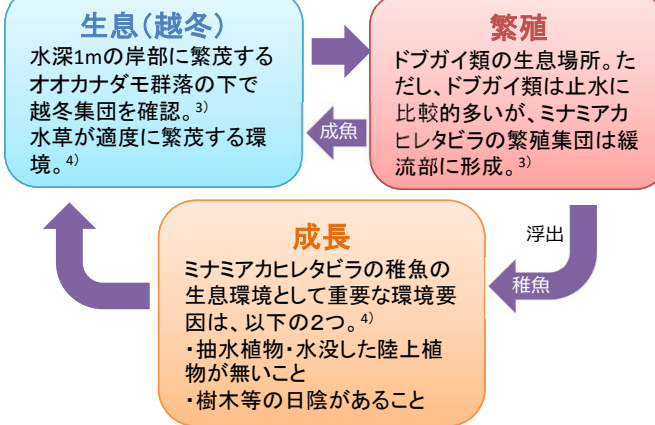 生息（越冬）
水深1mの岸部に繁茂する
オオカナダモ群落の下で
越冬集団を確認。3)
水草が適度に繁茂する環
境。4)
成魚
繁殖
ドブガイ類の生息場所。た
だし、ドブガイ類は止水に
比較的多いが、ミナミアカ
ヒレタビラの繁殖集団は緩
流部に形成。3)
浮出
稚魚
成長
ミナミアカヒレタビラの稚魚の
生息環境として重要な環境要
因は、以下の2つ。4)
・抽水植物・水没した陸上植
物が無いこと
・樹木等の日陰があること